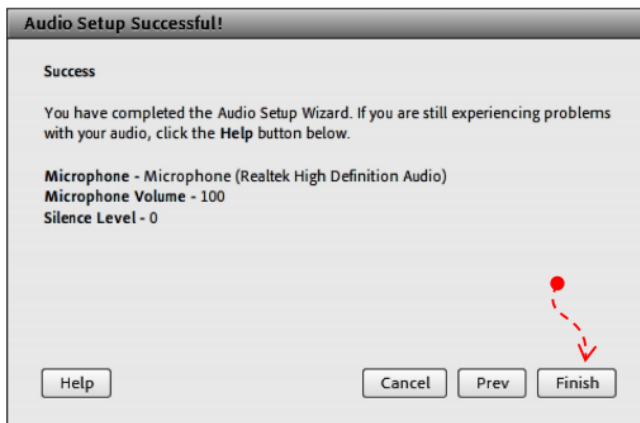 Audio Setup Successful!
Success
You have completed the Audio Setup Wizard. If you are still experiencing problems
with your audio, click the Help button below.
Microphone - Microphone (Realtek High Definition Audio)
Microphone Volume - 100
Silence Level - 0
Help
Cancel
Prev
Finish